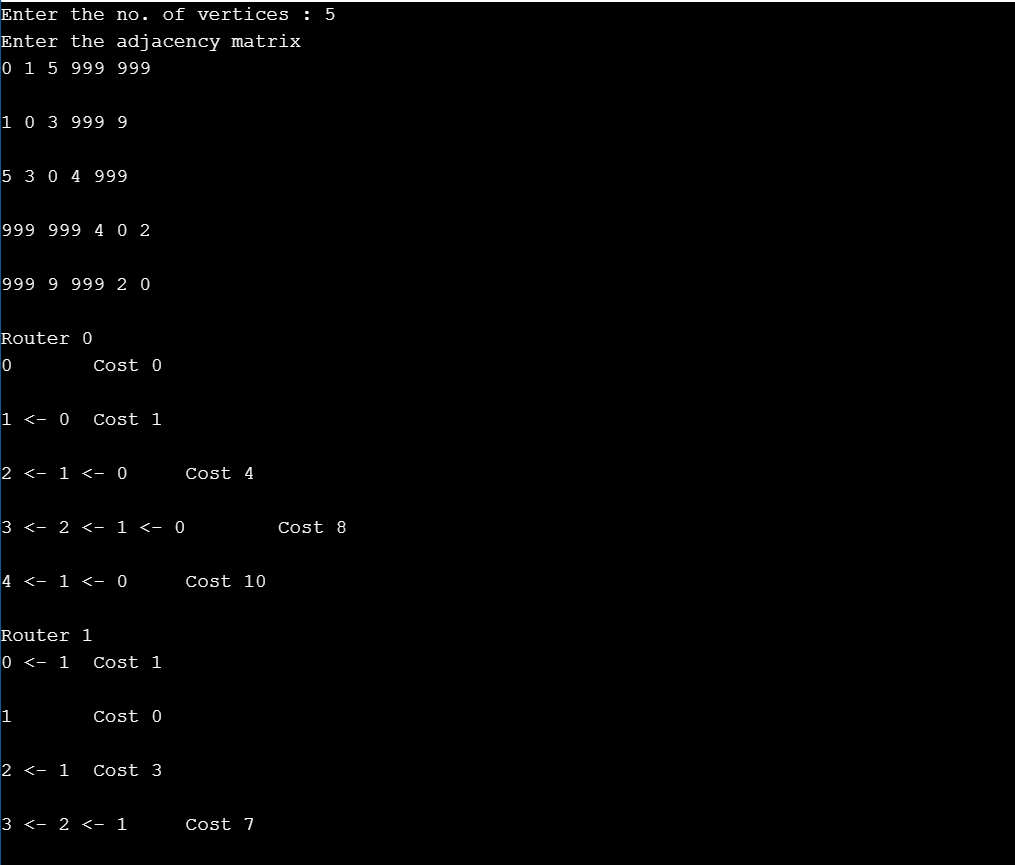 Enter the no. of vertices : 5
Enter the adjacency matrix
0 1 5 999 999
1 0 3 999 9
5 3 0 4 999
999 999 4 0 2
999 9 999 2 0
Router 0
0 Cost 0
1 <- 0 Cost 1
2 <- 1 <- 0 Cost 4
3 <- 2 <- 1 <- 0 Cost 8
4 <- 1 <- 0 Cost 10
Router 1
0 <- 1 Cost 1
1 Cost 0
2 <- 1 Cost 3
3 <- 2 <- 1 Cost 7